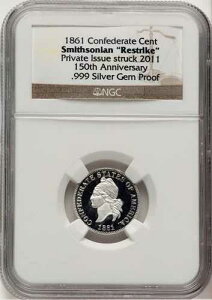 1861 Confederate Cent
Smithsonian "Restrike"
Private Issue struck 2011
150th Anniversary
.999 Silver Gem Proof
NGC
CONFEDERATE STATES OF AMERICA
1861